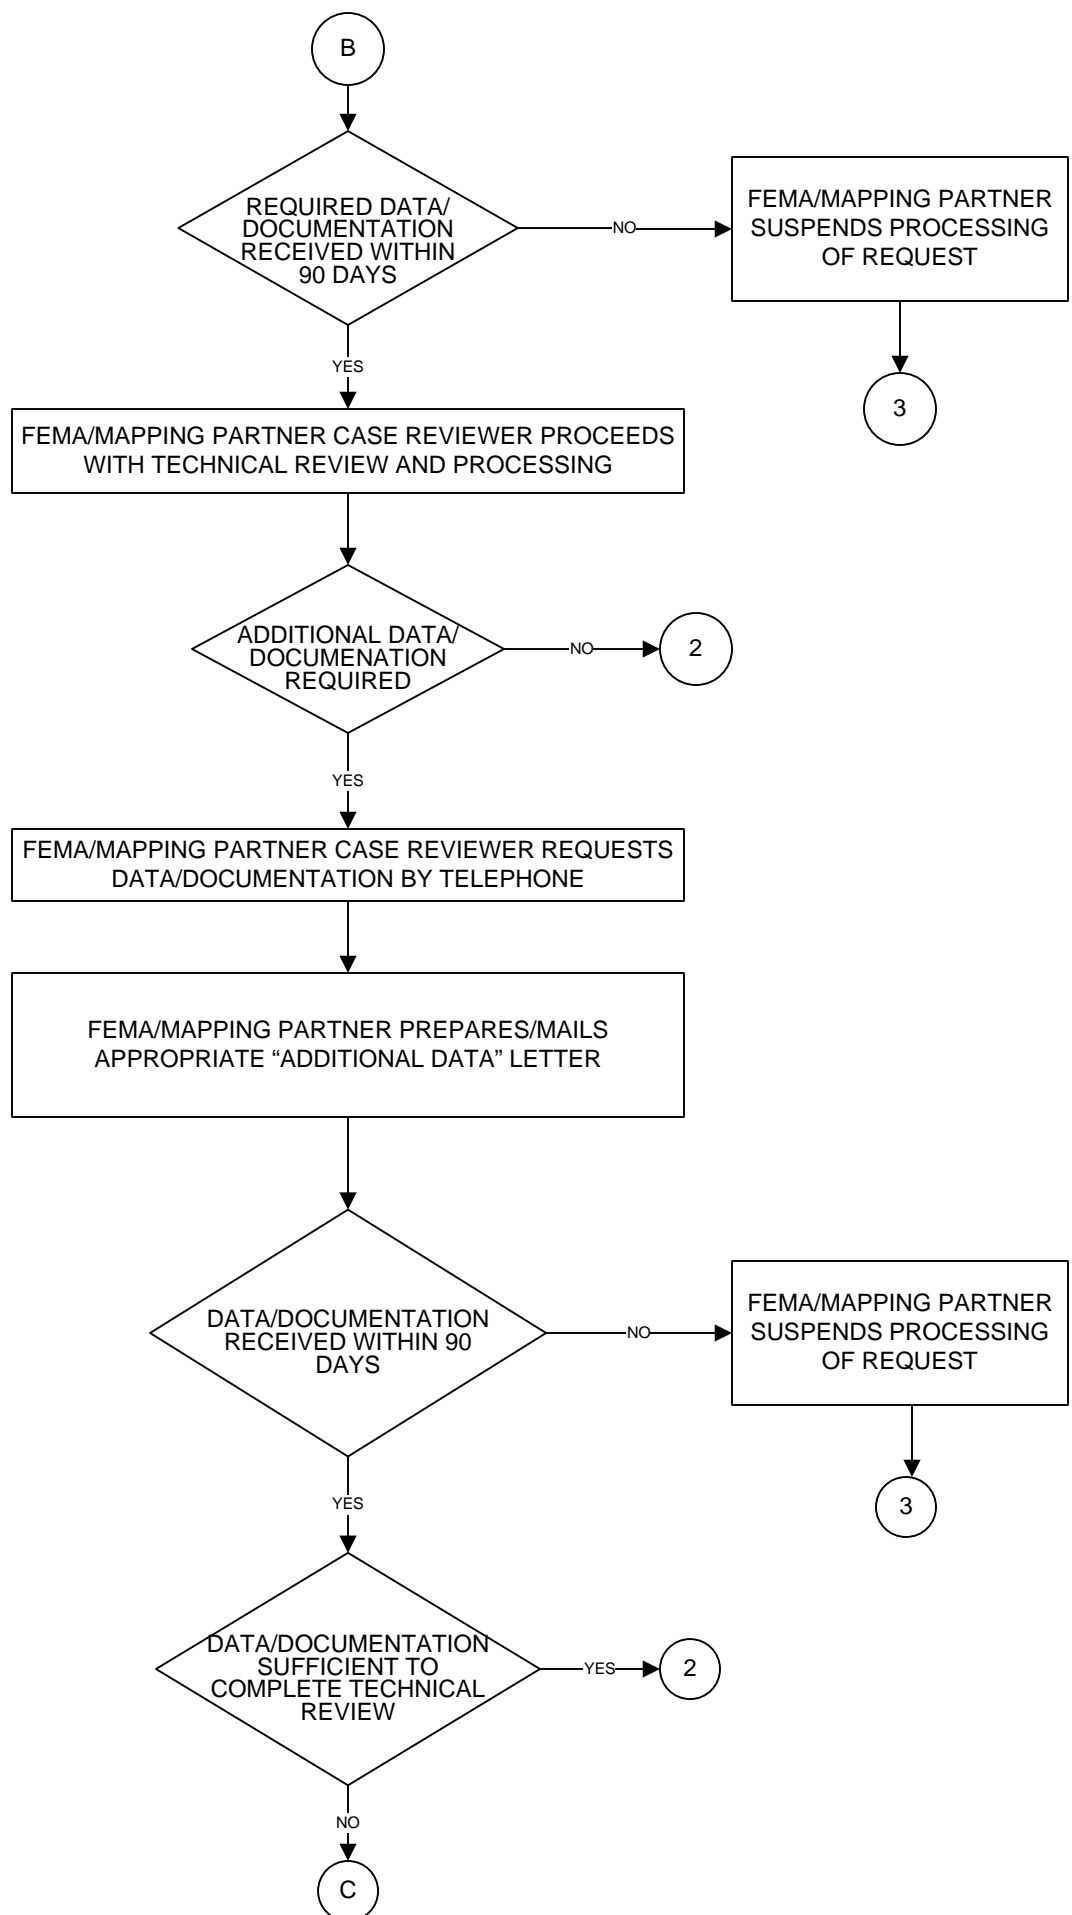 B
REQUIRED DATA/
DOCUMENTATION
RECEIVED WITHIN
90 DAYS
NO
FEMA/MAPPING PARTNER
SUSPENDS PROCESSING
OF REQUEST
3
YES
FEMA/MAPPING PARTNER CASE REVIEWER PROCEEDS
WITH TECHNICAL REVIEW AND PROCESSING
ADDITIONAL DATA/
DOCUMENATION
REQUIRED
NO
2
YES
FEMA/MAPPING PARTNER CASE REVIEWER REQUESTS
DATA/DOCUMENTATION BY TELEPHONE
FEMA/MAPPING PARTNER PREPARES/MAILS
APPROPRIATE “ADDITIONAL DATA” LETTER
DATA/DOCUMENTATION
RECEIVED WITHIN 90
DAYS
NO
FEMA/MAPPING PARTNER
SUSPENDS PROCESSING
OF REQUEST
3
YES
DATA/DOCUMENTATION
SUFFICIENT TO
COMPLETE TECHNICAL
REVIEW
YES
2
NO
C